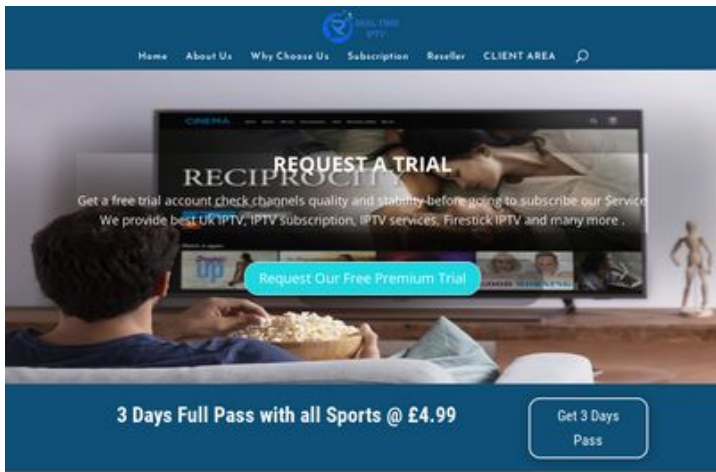 REAL TIME
IPTV
Home About Us Why Choose Us Subscription Reseller CLIENT AREA
CINEMA
RECIPROCITY
REQUEST A TRIAL
Get a free trial account check channels quality and stability before going to subscribe our Service
We provide best Uk IPTV, IPTV subscription, IPTV services, Firestick IPTV and many more .
up
GOOD MORNING
Request Our Free Premium Trial
3 Days Full Pass with all Sports @ £4.99
Get 3 Days
Pass